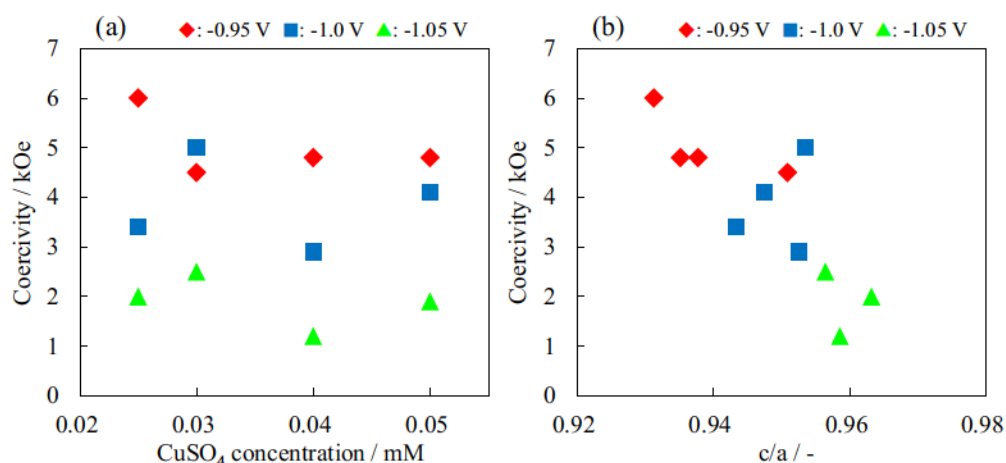 (a) ◆: -0.95 V ■: -1.0 V ▲: -1.05 V
7
6
5
4
3
2
1
0
Coercivity / kOe
0.02 0.03 0.04 0.05
CuSO₄ concentration / mM
(b) ◆: -0.95 V ■: -1.0 V ▲: -1.05 V
7
6
5
4
3
2
1
0
Coercivity / kOe
0.92 0.94 0.96 0.98
c/a / -